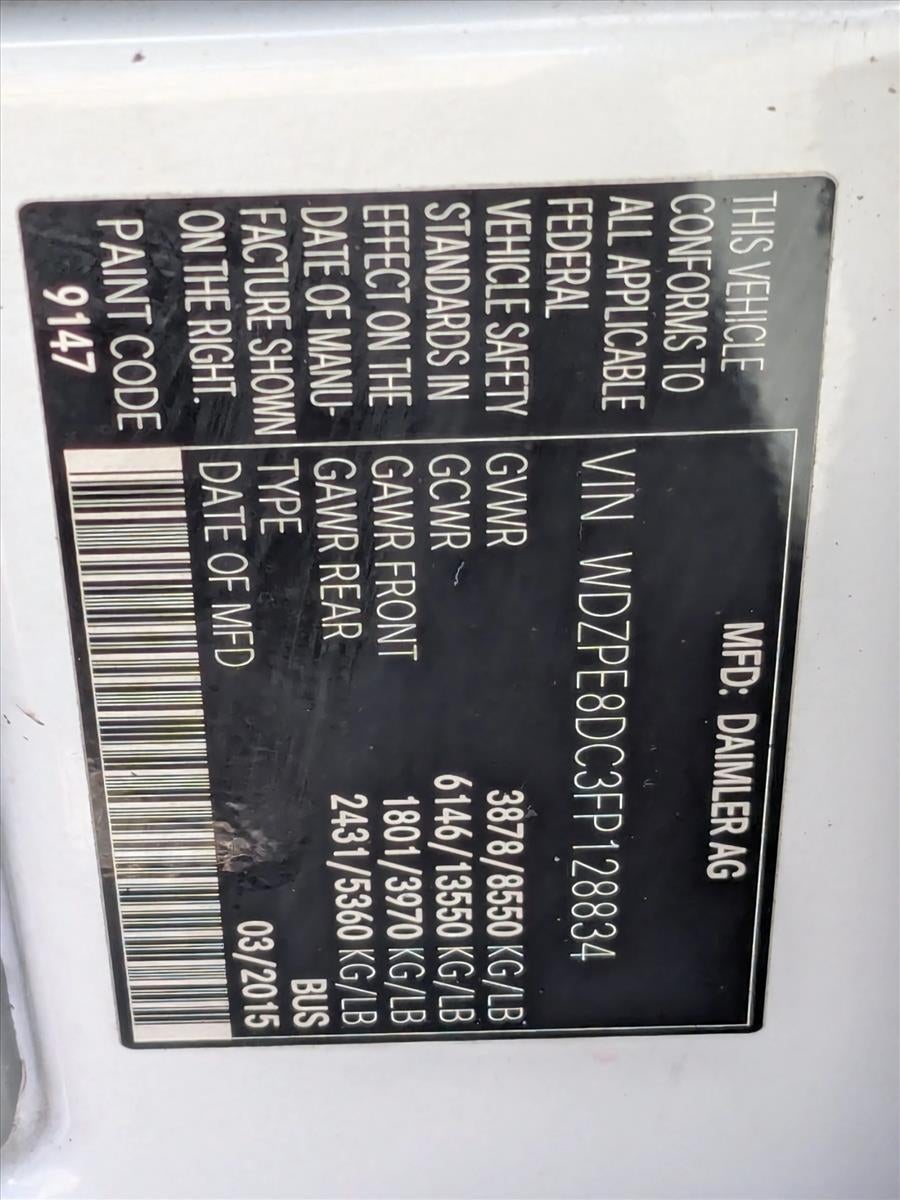 THIS VEHICLE
CONFORMS TO
ALL APPLICABLE
FEDERAL
VEHICLE SAFETY
STANDARDS IN
EFFECT ON THE
DATE OF MANU-
FACTURE SHOWN
ON THE RIGHT.
PAINT CODE
9147
MFD: DAIMLER AG
VIN WDZPE8DC3FP128834
GVWR 3878/8550 KG/LB
GCWR 6146/13550 KG/LB
GAWR FRONT 1801/3970 KG/LB
GAWR REAR 2431/5360 KG/LB
TYPE BUS
DATE OF MFD 03/2015